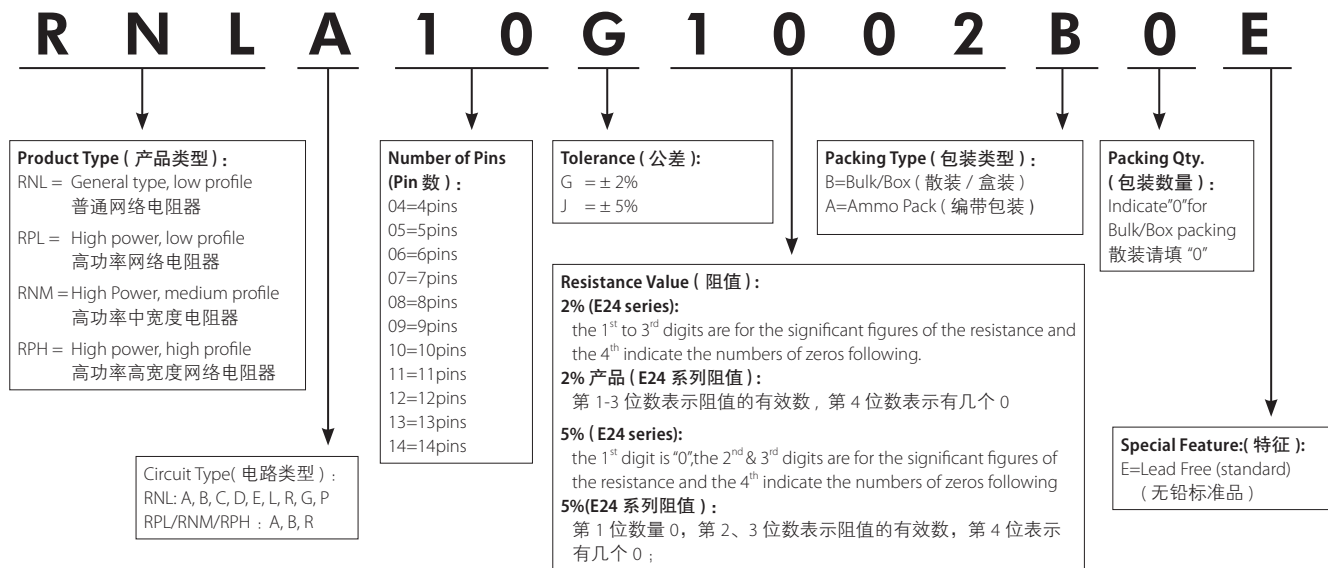 R N L A 1 0 G 1 0 0 2 B 0 E
Product Type ( 产品类型 ) :
RNL = General type, low profile
普通网络电阻器
RPL = High power, low profile
高功率网络电阻器
RNM = High Power, medium profile
高功率中宽度电阻器
RPH = High power, high profile
高功率高宽度网络电阻器
Circuit Type( 电路类型 ) :
RNL: A, B, C, D, E, L, R, G, P
RPL/RNM/RPH : A, B, R
Number of Pins
(Pin 数 ) :
04=4pins
05=5pins
06=6pins
07=7pins
08=8pins
09=9pins
10=10pins
11=11pins
12=12pins
13=13pins
14=14pins
Tolerance ( 公差 ):
G = ± 2%
J = ± 5%
Resistance Value ( 阻值 ) :
2% (E24 series):
the 1st to 3rd digits are for the significant figures of the resistance and
the 4th indicate the numbers of zeros following.
2% 产品 ( E24 系列阻值 ) :
第 1-3 位数表示阻值的有效数 , 第 4 位数表示有几个 0
5% ( E24 series):
the 1st digit is “0”,the 2nd & 3rd digits are for the significant figures of
the resistance and the 4th indicate the numbers of zeros following
5%(E24 系列阻值 ) :
第 1 位数量 0，第 2、3 位数表示阻值的有效数，第 4 位表示
有几个 0 ;
Packing Type ( 包装类型 ) :
B=Bulk/Box ( 散装 / 盒装 )
A=Ammo Pack ( 编带包装 )
Packing Qty.
( 包装数量 ) :
Indicate"0"for
Bulk/Box packing
散装请填 “0”
Special Feature:( 特征 ):
E=Lead Free (standard)
( 无铅标准品 )